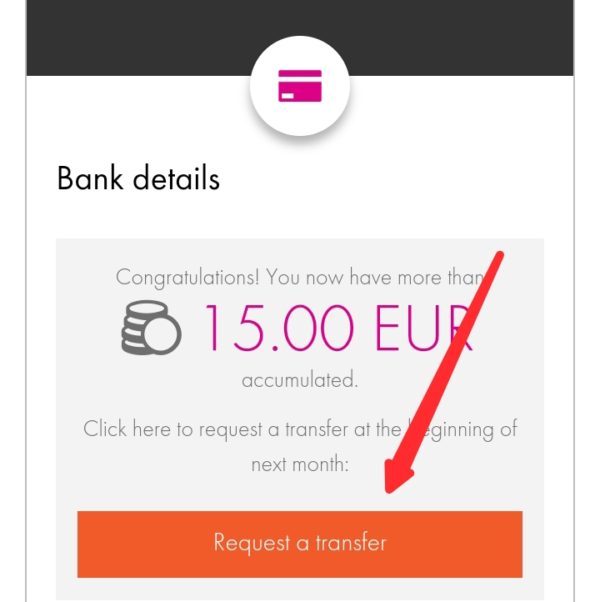 Bank details
Congratulations! You now have more than
15.00 EUR
accumulated.
Click here to request a transfer at the beginning of
next month:
Request a transfer